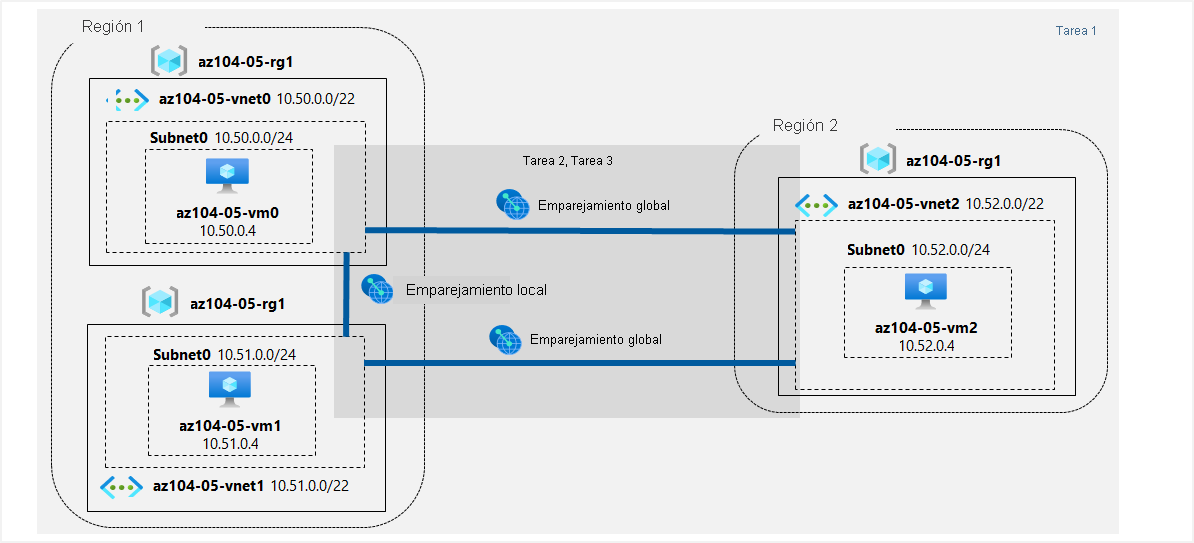 Región 1
Tarea 1
az104-05-rg1
az104-05-vnet0 10.50.0.0/22
Subnet0 10.50.0.0/24
az104-05-vm0
10.50.0.4
Tarea 2, Tarea 3
Emparejamiento global
Región 2
az104-05-rg1
az104-05-vnet2 10.52.0.0/22
Subnet0 10.52.0.0/24
az104-05-vm2
10.52.0.4
Emparejamiento local
az104-05-rg1
Emparejamiento global
Subnet0 10.51.0.0/24
az104-05-vm1
10.51.0.4
az104-05-vnet1 10.51.0.0/22